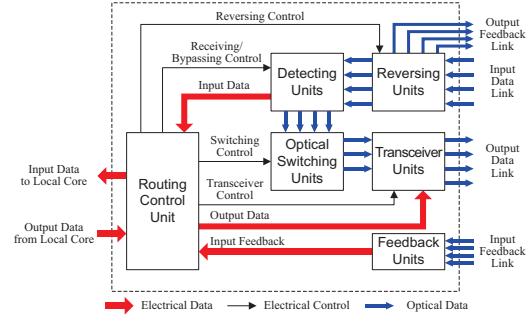 Reversing Control
Output
Feedback
Link
Receiving/
Bypassing Control
Input Data
Detecting
Units
Reversing
Units
Input
Data
Link
Switching
Control
Optical
Switching
Units
Transceiver
Units
Output
Data
Link
Input Data
to Local Core
Routing
Control
Unit
Transceiver
Control
Output Data
Output Data
from Local Core
Input Feedback
Feedback
Units
Input
Feedback
Link
Electrical Data
Electrical Control
Optical Data